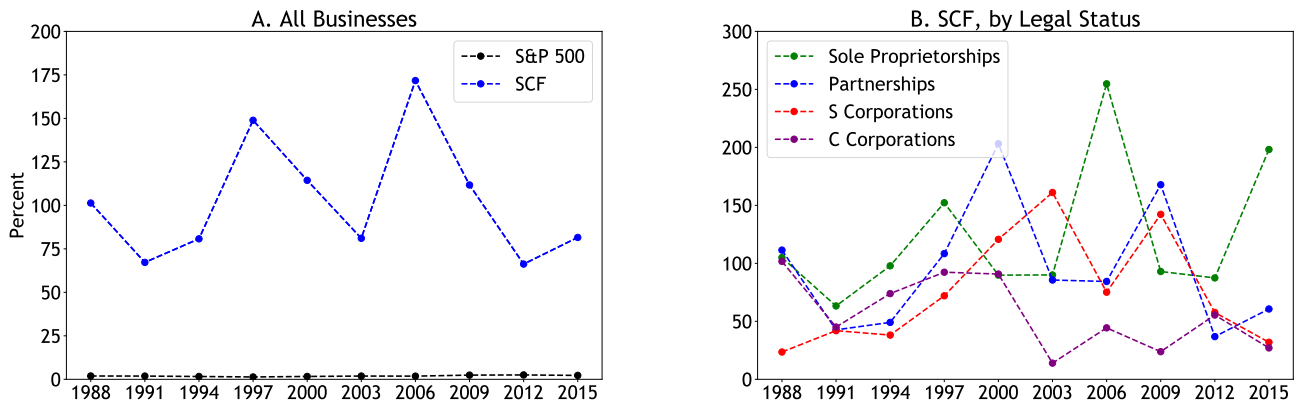 A. All Businesses
200
175
150
125
100
75
50
25
0
Percent
S&P 500
SCF
1988 1991 1994 1997 2000 2003 2006 2009 2012 2015
B. SCF, by Legal Status
300
250
200
150
100
50
0
Sole Proprietorships
Partnerships
S Corporations
C Corporations
1988 1991 1994 1997 2000 2003 2006 2009 2012 2015